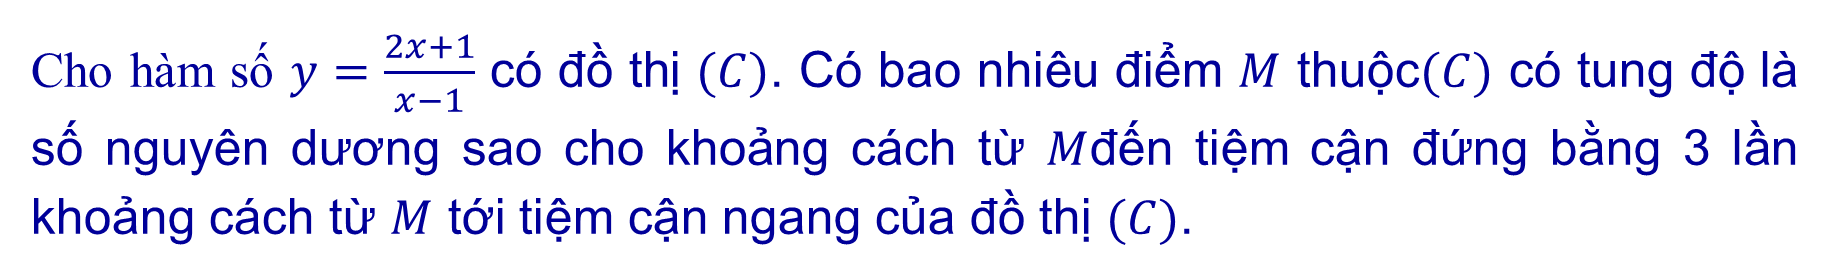 Cho hàm số y = \frac{2x+1}{x-1} có đồ thị (C). Có bao nhiêu điểm M thuộc(C) có tung độ là
số nguyên dương sao cho khoảng cách từ Mđến tiệm cận đứng bằng 3 lần
khoảng cách từ M tới tiệm cận ngang của đồ thị (C).